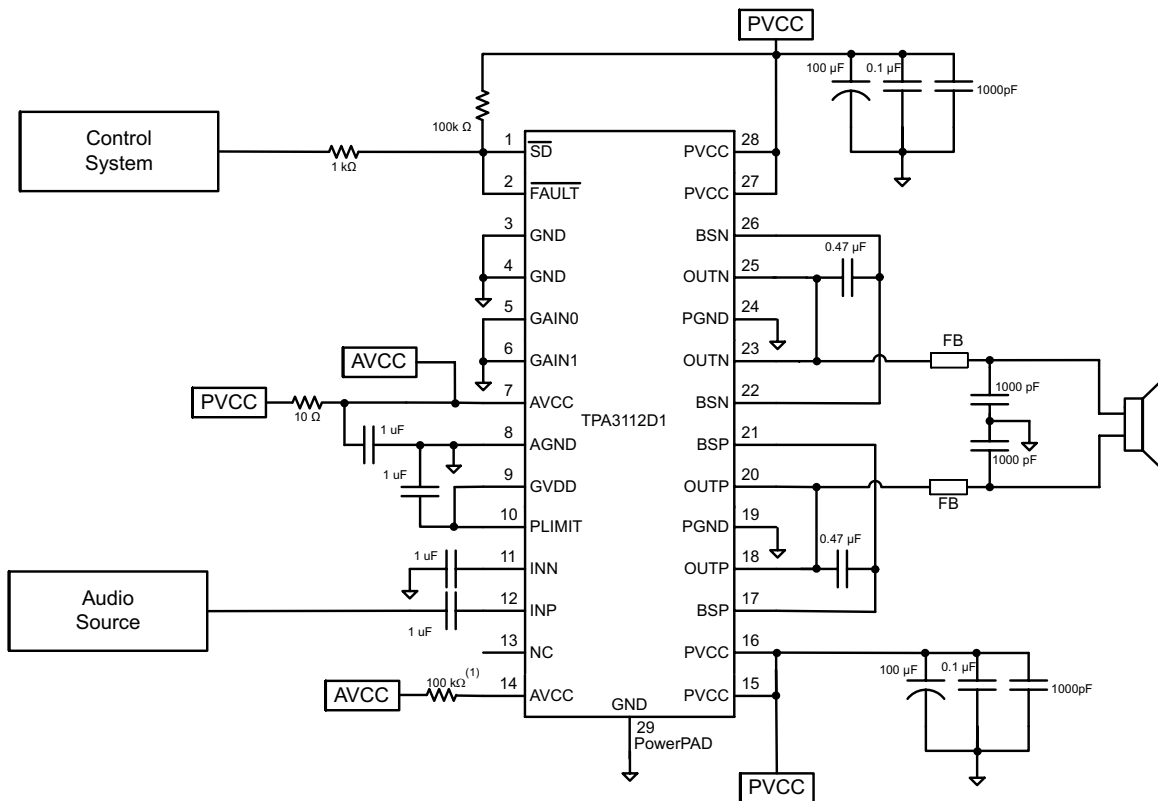 PVCC
100 µF
0.1 µF
1000pF
100k Ω
Control
System
1 kΩ
1
SD
28
PVCC
2
FAULT
27
PVCC
3
GND
26
BSN
0.47 µF
4
GND
25
OUTN
5
GAIN0
24
PGND
6
GAIN1
23
OUTN
FB
AVCC
PVCC
10 Ω
7
AVCC
22
BSN
1000 pF
TPA3112D1
1 uF
8
AGND
21
BSP
1000 pF
1 uF
9
GVDD
20
OUTP
FB
10
PLIMIT
19
PGND
0.47 µF
1 uF
11
INN
18
OUTP
Audio
Source
1 uF
12
INP
17
BSP
13
NC
16
PVCC
100 µF
0.1 µF
1000pF
AVCC
100 kΩ(1)
14
AVCC
15
PVCC
GND
29
PowerPAD
PVCC